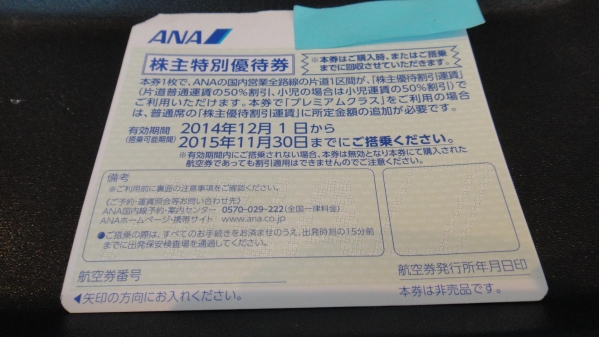 ANA
株主特別優待券
※本券はご購入時、またはご搭乗
までに回収させていただきます。
本券1枚で、ANAの国内営業全路線の片道1区間が、「株主優待割引運賃」
(片道普通運賃の50%割引、小児の場合は小児運賃の50%割引)で
ご利用いただけます。本券で「プレミアムクラス」をご利用の場合
は、普通席の「株主優待割引運賃」に所定金額の追加が必要です。
有効期間 2014年12月1日から
(搭乗可能期間) 2015年11月30日までにご搭乗ください。
※有効期間内にご搭乗されない場合、本券は無効となり本券にて購入された
航空券であっても割引適用はできませんのでご注意ください。
備考
※ご利用前に裏面の注意事項をご確認ください。
〈ご予約・運賃照会等お問い合わせ先〉
ANA国内線予約・案内センター 0570-029-222(全国一律料金)
ANAホームページ・携帯サイト www.ana.co.jp
●ご搭乗の際は、すべてのお手続きをお済ませのうえ、出発時刻の15分前
までに出発保安検査場を通過してください。
航空券番号
航空券発行所年月日印
◀矢印の方向にお入れください。
本券は非売品です。